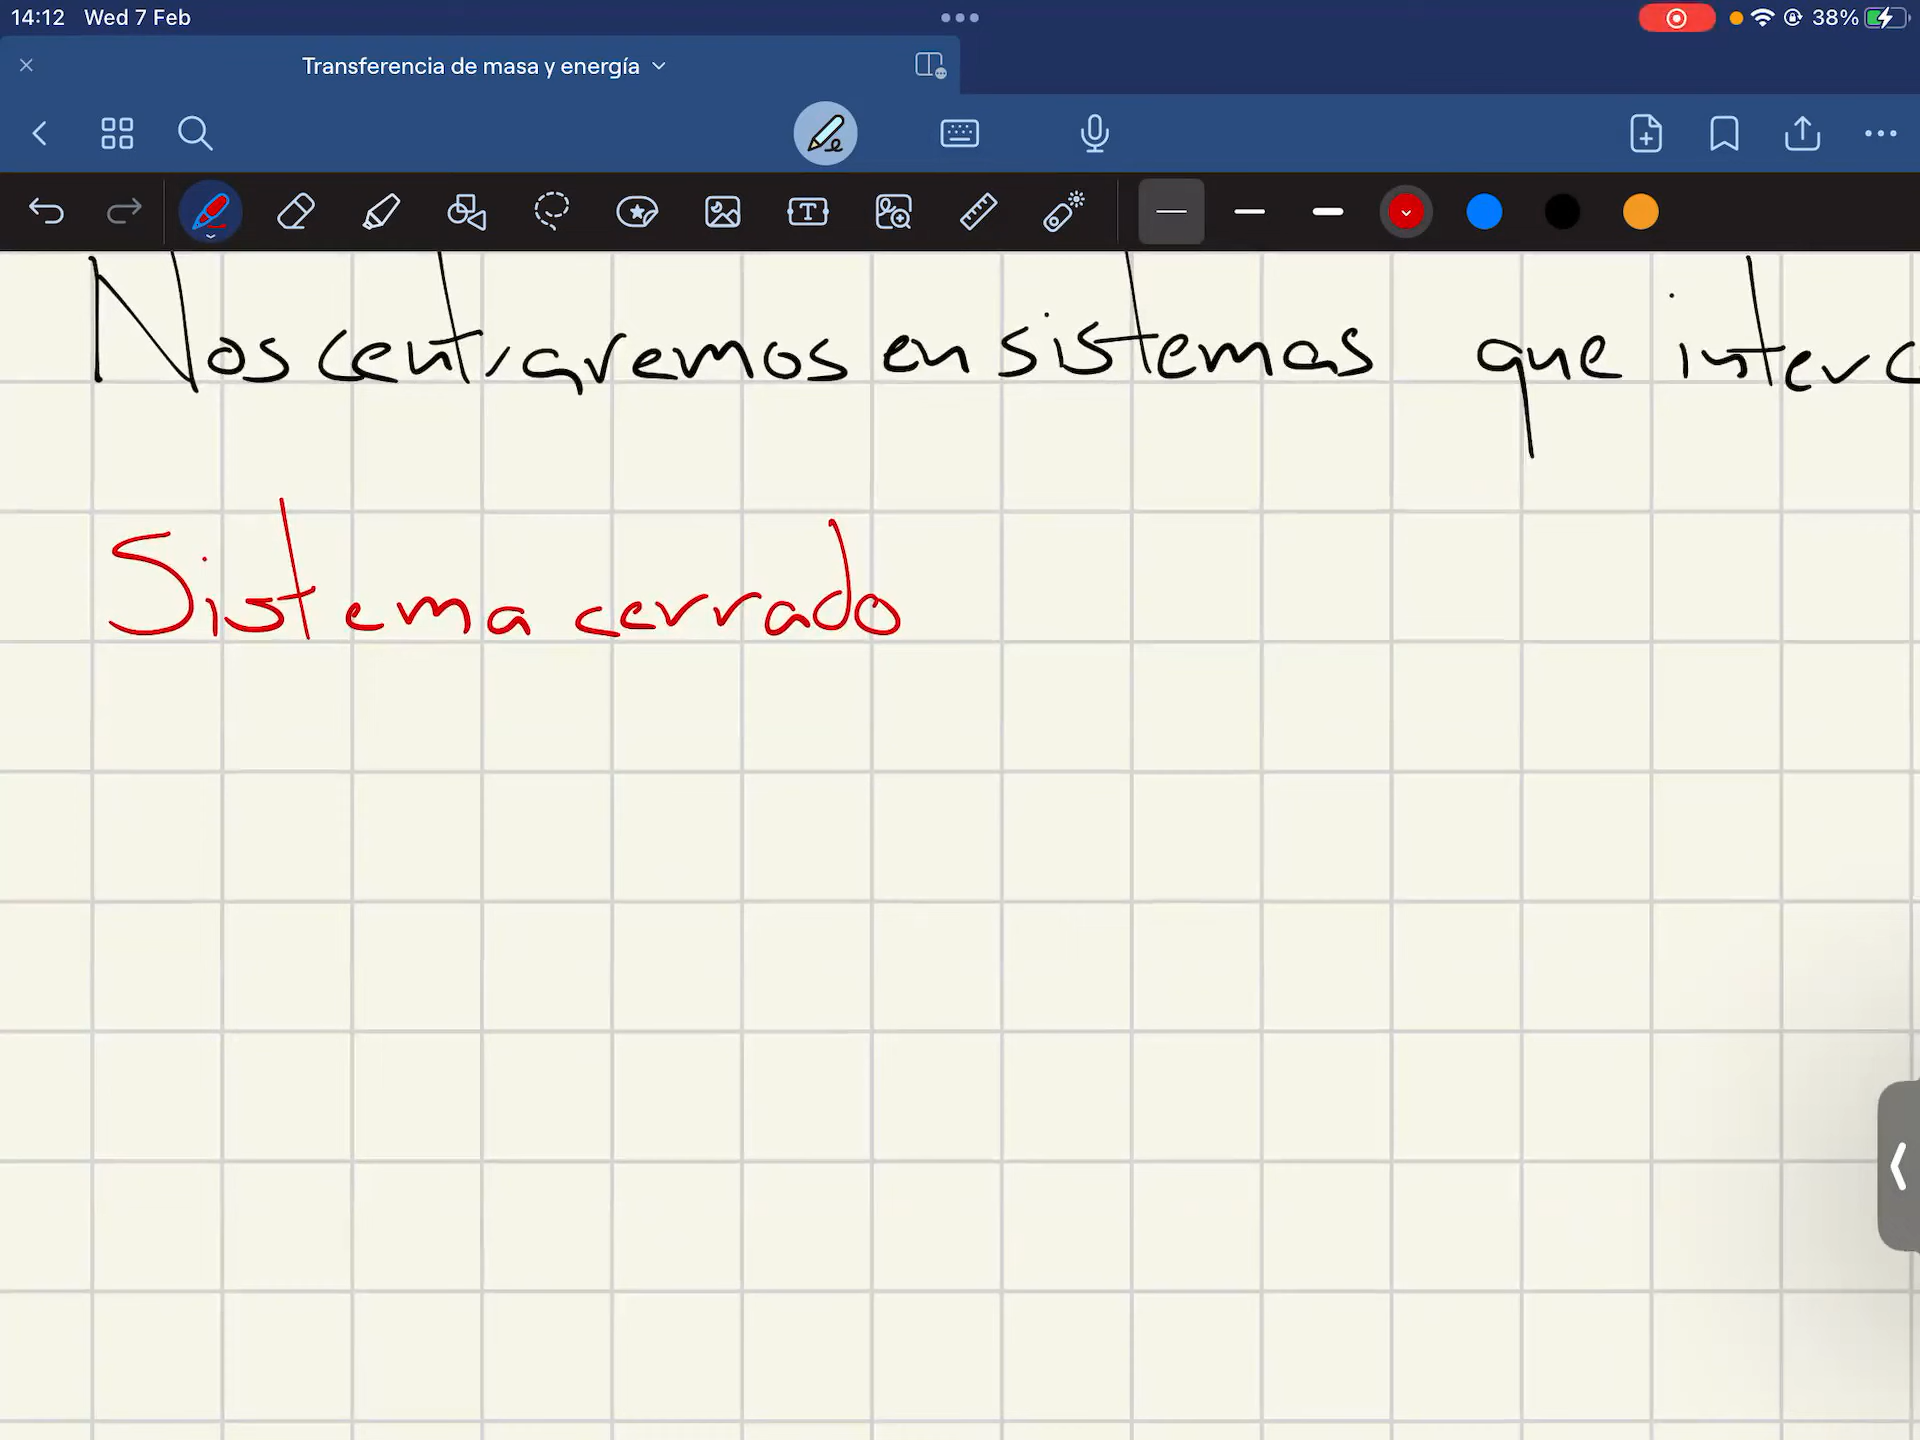 14:12 Wed 7 Feb 38%
Transferencia de masa y energía
Nos centraremos en sistemas que interc
Sistema cerrado